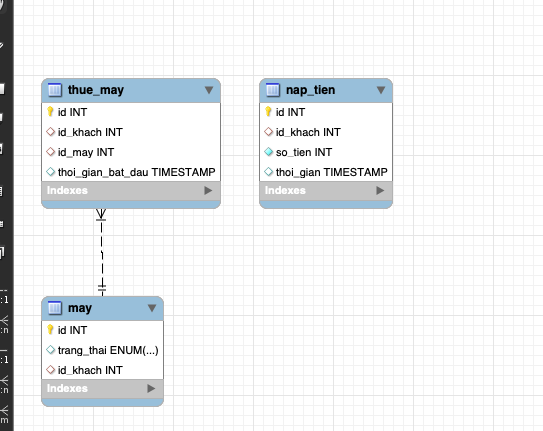 thue_may
id INT
id_khach INT
id_may INT
thoi_gian_bat_dau TIMESTAMP
Indexes
nap_tien
id INT
id_khach INT
so_tien INT
thoi_gian TIMESTAMP
Indexes
may
id INT
trang_thai ENUM(...)
id_khach INT
Indexes
:1
:n
:1
:n
:m